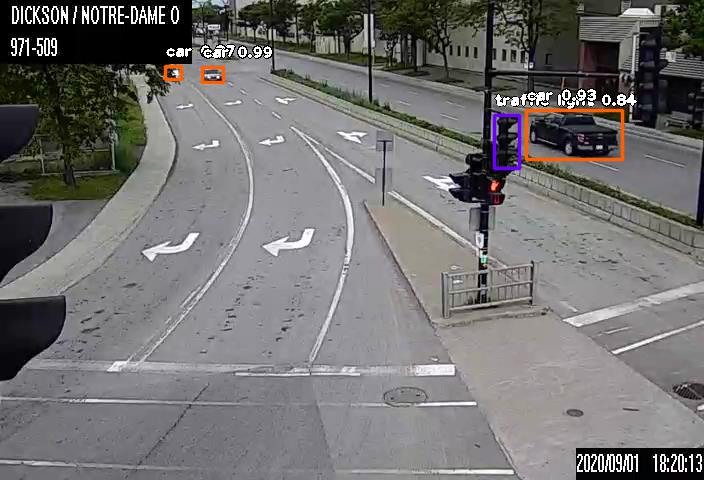 DICKSON / NOTRE-DAME O
971-509
car 0.99
car 0.93
traffic light 0.84
2020/09/01 18:20:13